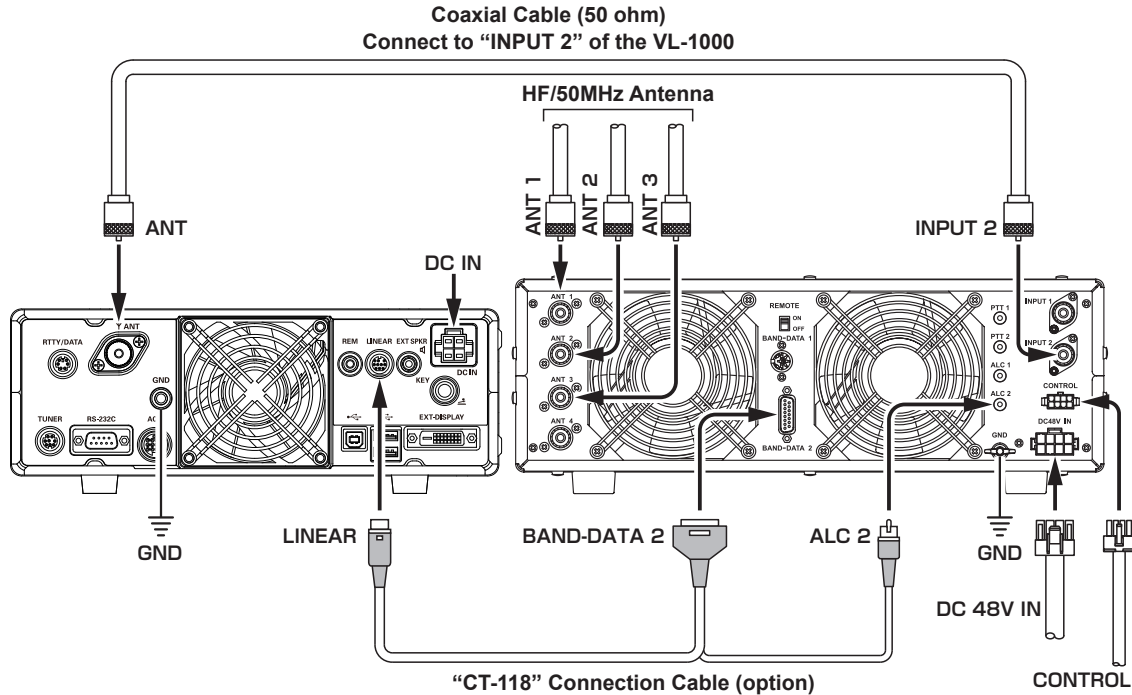 Coaxial Cable (50 ohm)
Connect to “INPUT 2” of the VL-1000
HF/50MHz Antenna
ANT 1
ANT 2
ANT 3
ANT
INPUT 2
DC IN
ANT
RTTY/DATA
GND
TUNER
RS-232C
REM
LINEAR
EXT SPKR
DC IN
KEY
EXT-DISPLAY
ANT 1
ANT 2
ANT 3
ANT 4
REMOTE
ON
OFF
BAND-DATA 1
BAND-DATA 2
PTT 1
PTT 2
ALC 1
ALC 2
GND
INPUT 1
INPUT 2
CONTROL
DC48V IN
GND
LINEAR
BAND-DATA 2
ALC 2
GND
DC 48V IN
CONTROL
“CT-118” Connection Cable (option)